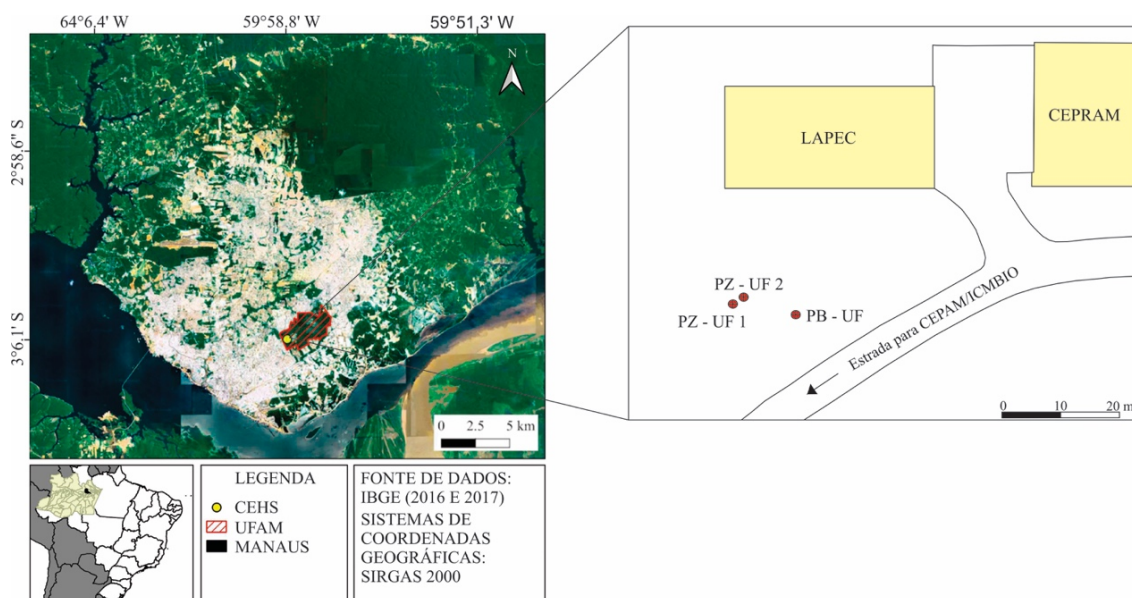 64°6,4' W
59°58,8' W
59°51,3' W
2°58,6" S
3°6,1' S
N
0 2.5 5 km
LAPEC
CEPRAM
PZ - UF 2
PZ - UF 1
PB - UF
Estrada para CEPAM/ICMBIO
0 10 20 m
LEGENDA
CEHS
UFAM
MANAUS
FONTE DE DADOS:
IBGE (2016 E 2017)
SISTEMAS DE
COORDENADAS
GEOGRÁFICAS:
SIRGAS 2000